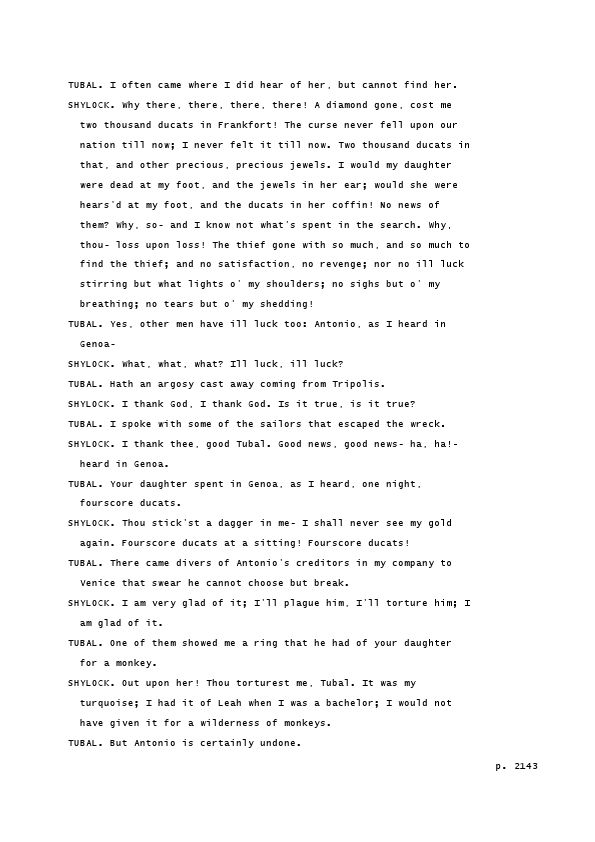 TUBAL. I often came where I did hear of her, but cannot find her.
SHYLOCK. Why there, there, there, there! A diamond gone, cost me
two thousand ducats in Frankfort! The curse never fell upon our
nation till now; I never felt it till now. Two thousand ducats in
that, and other precious, precious jewels. I would my daughter
were dead at my foot, and the jewels in her ear; would she were
hears'd at my foot, and the ducats in her coffin! No news of
them? Why, so- and I know not what's spent in the search. Why,
thou- loss upon loss! The thief gone with so much, and so much to
find the thief; and no satisfaction, no revenge; nor no ill luck
stirring but what lights o' my shoulders; no sighs but o' my
breathing; no tears but o' my shedding!
TUBAL. Yes, other men have ill luck too: Antonio, as I heard in
Genoa-
SHYLOCK. What, what, what? Ill luck, ill luck?
TUBAL. Hath an argosy cast away coming from Tripolis.
SHYLOCK. I thank God, I thank God. Is it true, is it true?
TUBAL. I spoke with some of the sailors that escaped the wreck.
SHYLOCK. I thank thee, good Tubal. Good news, good news- ha, ha!-
heard in Genoa.
TUBAL. Your daughter spent in Genoa, as I heard, one night,
fourscore ducats.
SHYLOCK. Thou stick'st a dagger in me- I shall never see my gold
again. Fourscore ducats at a sitting! Fourscore ducats!
TUBAL. There came divers of Antonio's creditors in my company to
Venice that swear he cannot choose but break.
SHYLOCK. I am very glad of it; I'll plague him, I'll torture him; I
am glad of it.
TUBAL. One of them showed me a ring that he had of your daughter
for a monkey.
SHYLOCK. Out upon her! Thou torturest me, Tubal. It was my
turquoise; I had it of Leah when I was a bachelor; I would not
have given it for a wilderness of monkeys.
TUBAL. But Antonio is certainly undone.
p. 2143